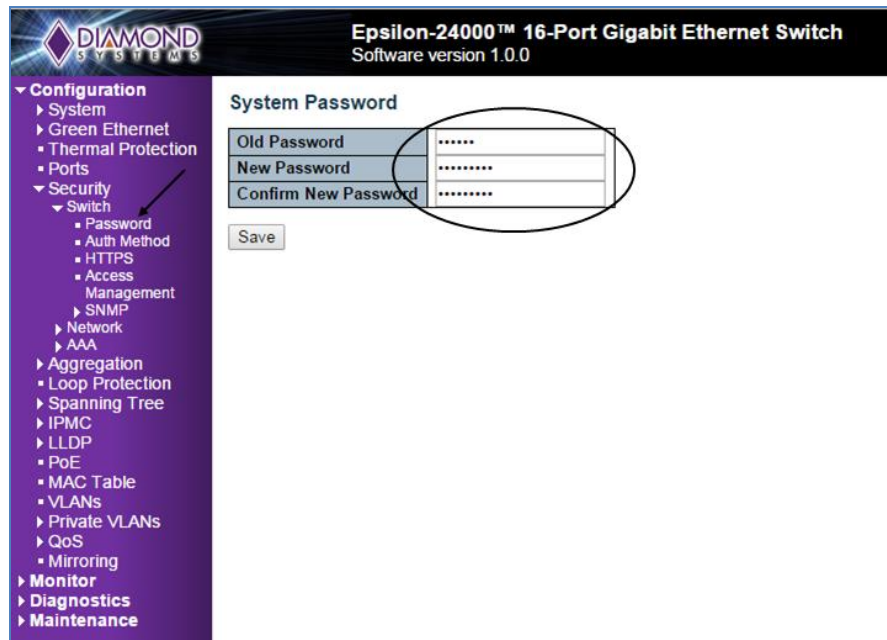 DIAMOND
SYSTEMS
Epsilon-24000™ 16-Port Gigabit Ethernet Switch
Software version 1.0.0
Configuration
System
Green Ethernet
Thermal Protection
Ports
Security
Switch
Password
Auth Method
HTTPS
Access
Management
SNMP
Network
AAA
Aggregation
Loop Protection
Spanning Tree
IPMC
LLDP
PoE
MAC Table
VLANs
Private VLANs
QoS
Mirroring
Monitor
Diagnostics
Maintenance
System Password
Old Password ••••••
New Password •••••••••
Confirm New Password •••••••••
Save